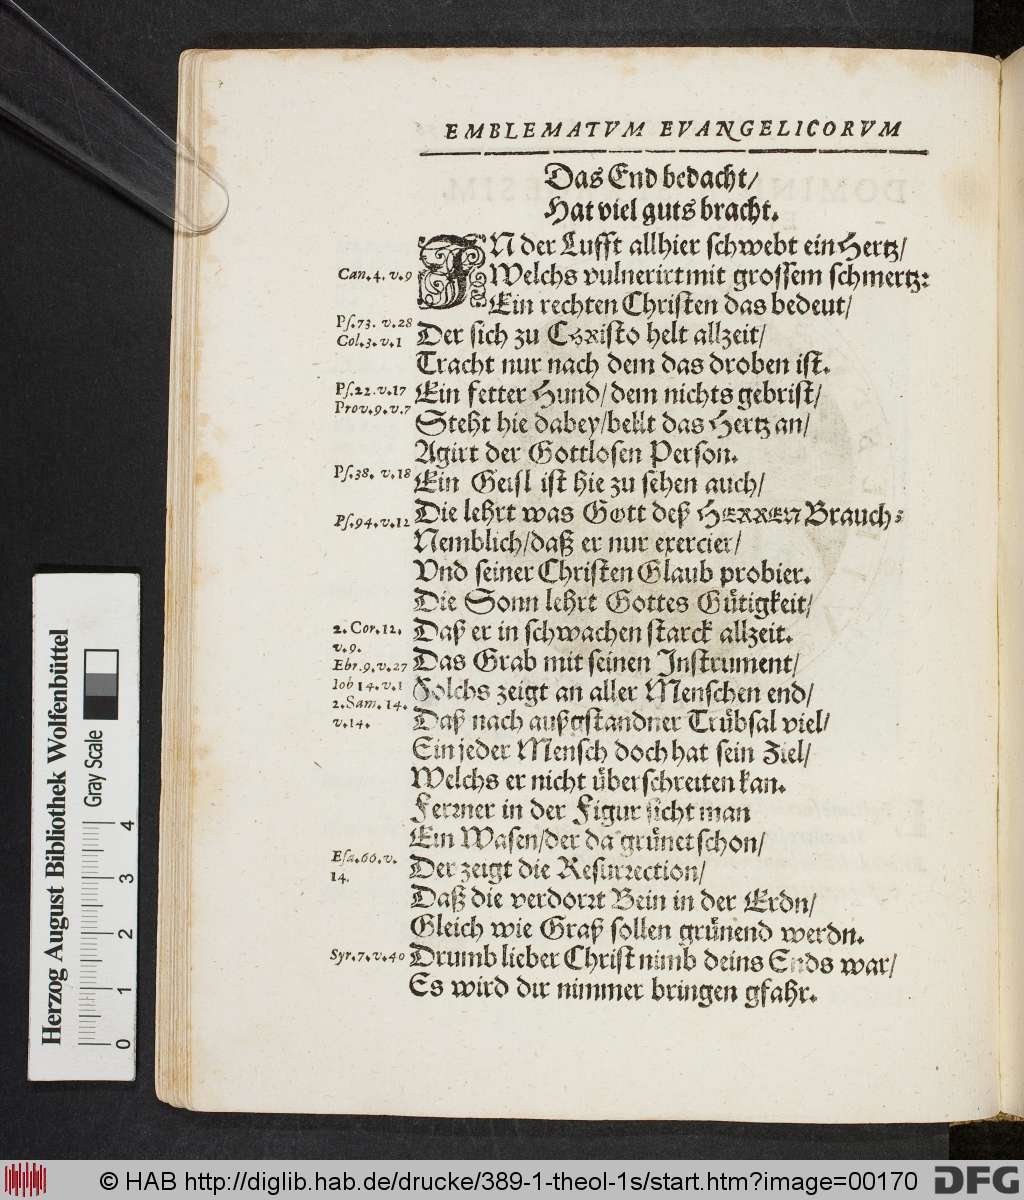 EMBLEMATVM EVANGELICORVM
Das End bedacht/
Hat viel guts bracht.
IN der Lufft allhier schwebt ein Hertz/
Can. 4. v. 9 Welchs vulnerirt mit grossem schmertz:
Ein rechten Christen das bedeut/
Ps. 73. v. 28
Col. 3. v. 1 Der sich zu CHRisto helt allzeit/
Tracht nur nach dem das droben ist.
Ps. 22. v. 17 Ein fetter Hund/ dem nichts gebrist/
Prov. 9. v. 7
Steht hie dabey/ bellt das Hertz an/
Agirt der Gottlosen Person.
Ps. 38. v. 18 Ein Geisl ist hie zu sehen auch/
Ps. 94. v. 12 Die lehrt was Gott deß HERREN Brauch:
Nemblich/ daß er nur exercier/
Vnd seiner Christen Glaub probier.
Die Sonn lehrt Gottes Gütigkeit/
2. Cor. 12. v. 9. Daß er in schwachen starck allzeit.
Ebr. 9. v. 27 Das Grab mit seinen Instrument/
Iob 14. v. 1 Solchs zeigt an aller Menschen end/
2. Sam. 14. v. 14. Daß nach außgstandner Trübsal viel/
Ein jeder Mensch doch hat sein Ziel/
Welchs er nicht überschreiten kan.
Ferrner in der Figur sicht man
Ein Wasen/ der da grünet schon/
Esa. 66. v. 14. Der zeigt die Resurrection/
Daß die verdorrt Bein in der Erdn/
Gleich wie Graß sollen grünend werdn.
Syr. 7. v. 40 Drumb lieber Christ nimb deins Ends war/
Es wird dir nimmer bringen gfahr.
Herzog August Bibliothek Wolfenbüttel
Gray Scale
0 1 2 3 4
© HAB http://diglib.hab.de/drucke/389-1-theol-1s/start.htm?image=00170
DFG